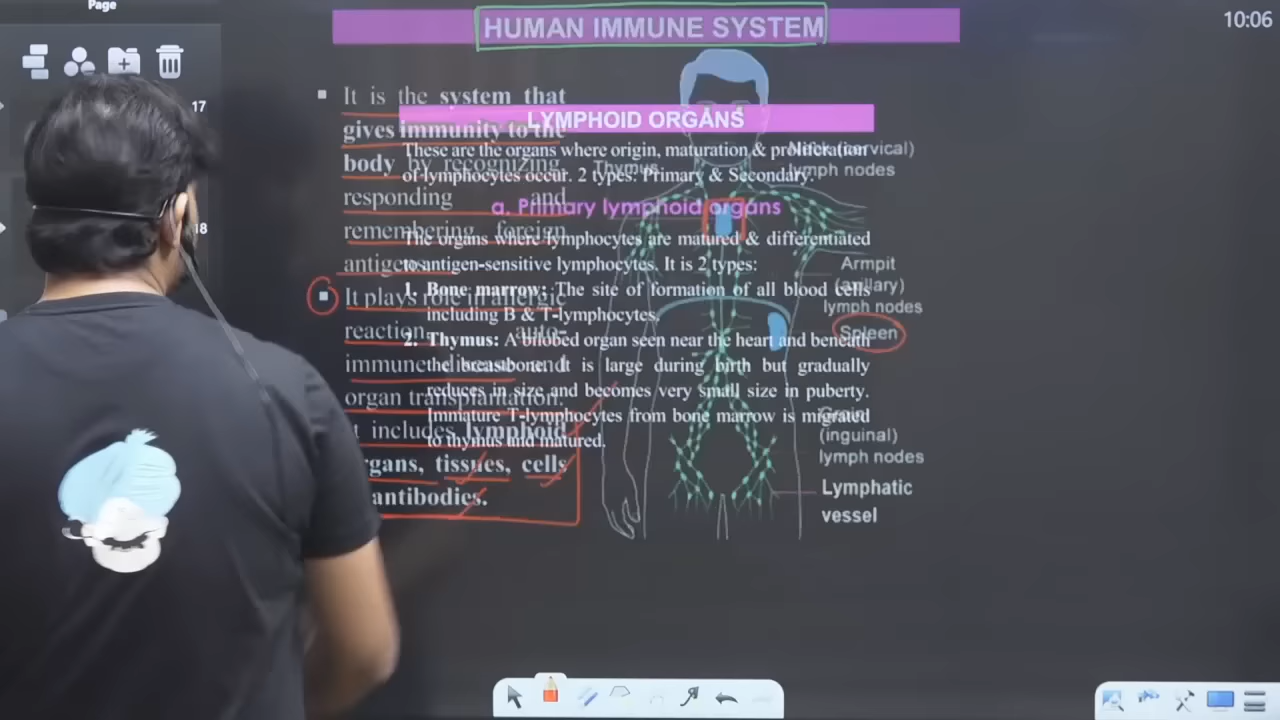 Page
10:06
17
18
HUMAN IMMUNE SYSTEM
It is the system that
gives immunity to the
body by recognizing,
responding and
remembering foreign
antigens.
It plays role in allergic
reaction, auto-
immune disease and
organ transplantation.
It includes lymphoid
organs, tissues, cells
antibodies.
LYMPHOID ORGANS
These are the organs where origin, maturation & proliferation
of lymphocytes occur. 2 types: Primary & Secondary.
a. Primary lymphoid organs
The organs where lymphocytes are matured & differentiated
to antigen-sensitive lymphocytes. It is 2 types:
1. Bone marrow: The site of formation of all blood cells
including B & T-lymphocytes.
2. Thymus: A bilobed organ seen near the heart and beneath
the breastbone. It is large during birth but gradually
reduces in size and becomes very small size in puberty.
Immature T-lymphocytes from bone marrow is migrated
to thymus and matured.
Thymus
Neck (cervical)
lymph nodes
Armpit
(axillary)
lymph nodes
Spleen
Groin
(inguinal)
lymph nodes
Lymphatic
vessel